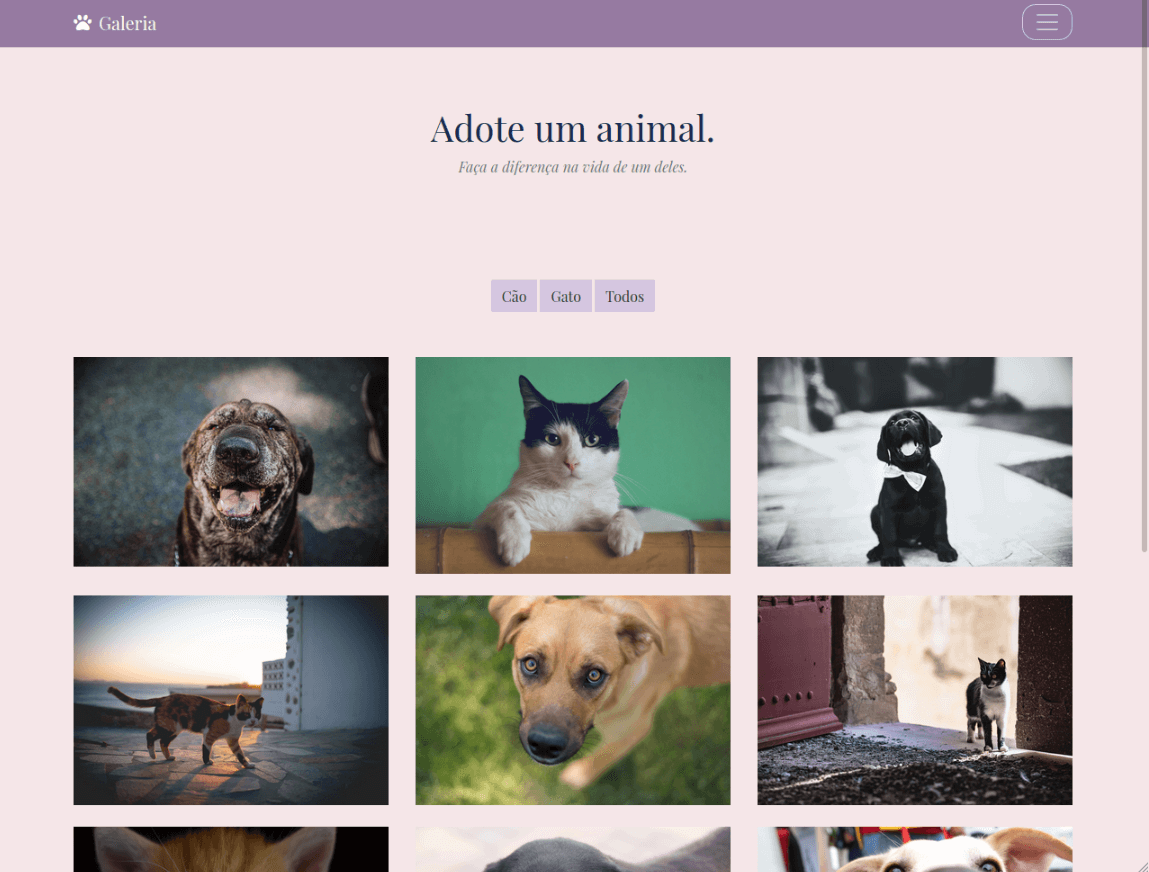 Galeria
Adote um animal.
Faça a diferença na vida de um deles.
Cão Gato Todos